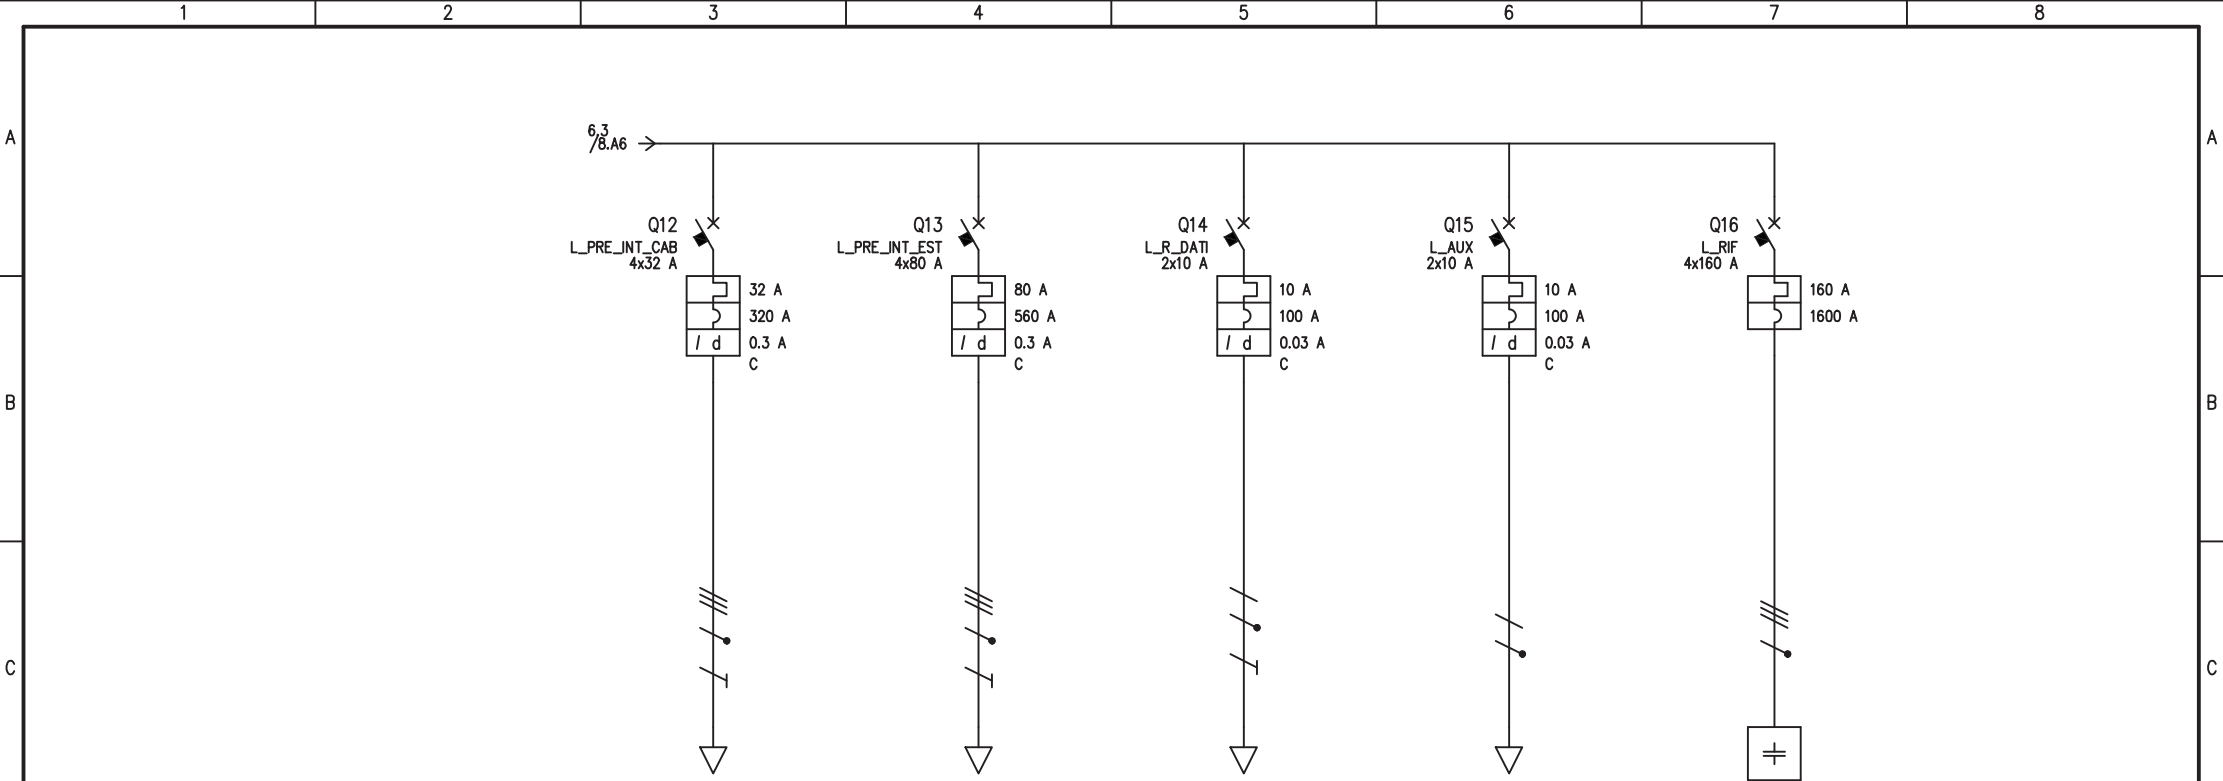 1 2 3 4 5 6 7 8
A A
6.3
/8.A6
Q12 Q13 Q14 Q15 Q16
L_PRE_INT_CAB L_PRE_INT_EST L_R_DATI L_AUX L_RIF
4x32 A 4x80 A 2x10 A 2x10 A 4x160 A
32 A 80 A 10 A 10 A 160 A
320 A 560 A 100 A 100 A 1600 A
I d 0.3 A I d 0.3 A I d 0.03 A I d 0.03 A
C C C C
B B
C C